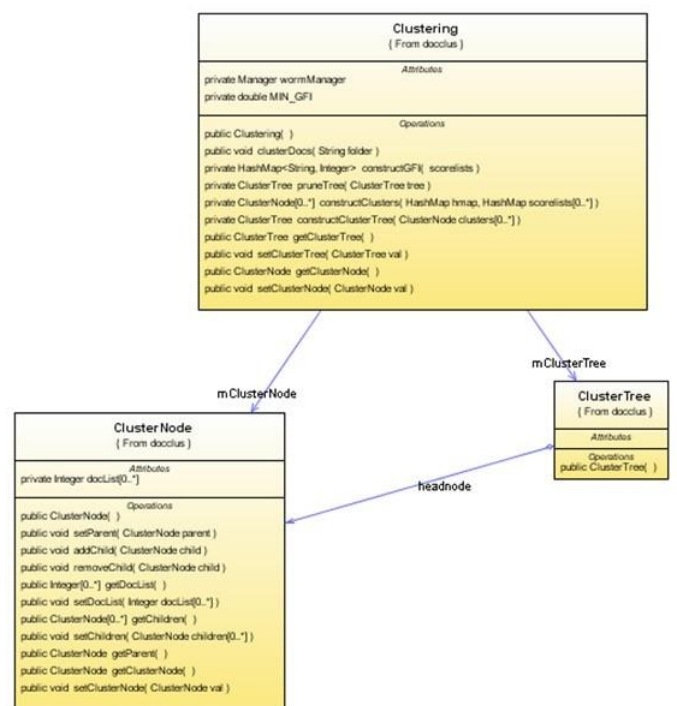 Clustering
{ From docclus }
Attributes
private Manager wormManager
private double MIN_GFI
Operations
public Clustering( )
public void clusterDocs( String folder )
private HashMap<String, Integer> constructGFI( scorelists )
private ClusterTree pruneTree( ClusterTree tree )
private ClusterNode[0..*] constructClusters( HashMap hmap, HashMap scorelists[0..*] )
private ClusterTree constructClusterTree( ClusterNode clusters[0..*] )
public ClusterTree getClusterTree( )
public void setClusterTree( ClusterTree val )
public ClusterNode getClusterNode( )
public void setClusterNode( ClusterNode val )
mClusterNode
mClusterTree
ClusterTree
{ From docclus }
Attributes
Operations
public ClusterTree( )
headnode
ClusterNode
{ From docclus }
Attributes
private Integer docList[0..*]
Operations
public ClusterNode( )
public void setParent( ClusterNode parent )
public void addChild( ClusterNode child )
public void removeChild( ClusterNode child )
public Integer[0..*] getDocList( )
public void setDocList( Integer docList[0..*] )
public ClusterNode[0..*] getChildren( )
public void setChildren( ClusterNode children[0..*] )
public ClusterNode getParent( )
public ClusterNode getClusterNode( )
public void setClusterNode( ClusterNode val )